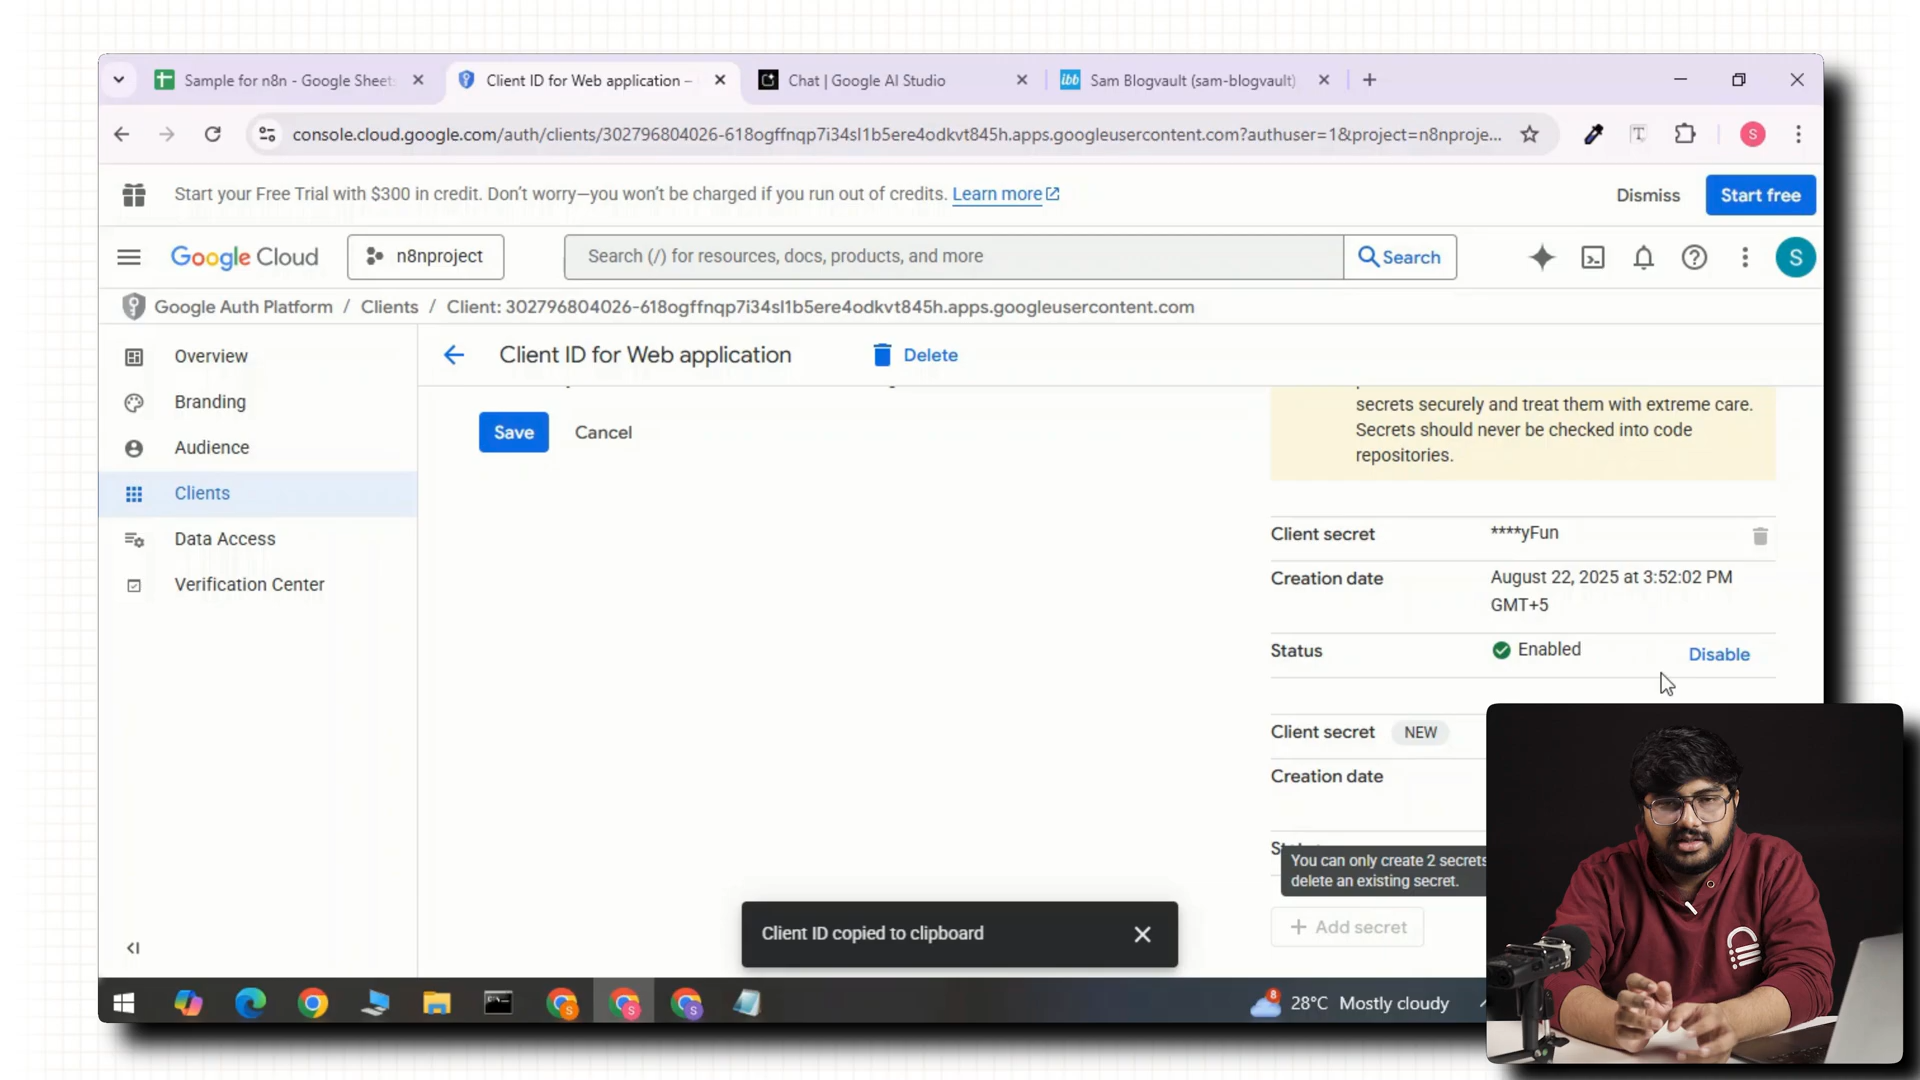 Sample for n8n - Google Sheets
Client ID for Web application –
Chat | Google AI Studio
ibb
Sam Blogvault (sam-blogvault)
console.cloud.google.com/auth/clients/302796804026-618ogffnqp7i34sl1b5ere4odkvt845h.apps.googleusercontent.com?authuser=1&project=n8nproje...
T
S
Start your Free Trial with $300 in credit. Don't worry—you won't be charged if you run out of credits. Learn more
Dismiss
Start free
Google Cloud
n8nproject
Search (/) for resources, docs, products, and more
Search
S
Google Auth Platform / Clients / Client: 302796804026-618ogffnqp7i34sl1b5ere4odkvt845h.apps.googleusercontent.com
Overview
Branding
Audience
Clients
Data Access
Verification Center
Client ID for Web application
Delete
Save
Cancel
secrets securely and treat them with extreme care.
Secrets should never be checked into code
repositories.
Client secret
****yFun
Creation date
August 22, 2025 at 3:52:02 PM
GMT+5
Status
Enabled
Disable
Client secret
NEW
Creation date
You can only create 2 secrets
delete an existing secret.
+ Add secret
Client ID copied to clipboard
S
S
S
8
28°C Mostly cloudy